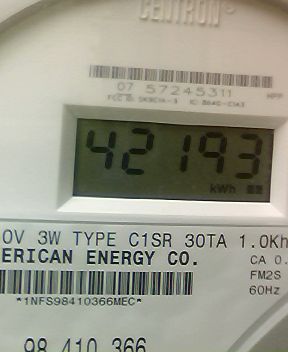 CENTRON®
07 57245311
42193
kWh
0V 3W TYPE C1SR 30TA 1.0Kh
ERICAN ENERGY CO.
CA 0.
FM2S
60Hz
*1NFS98410366MEC*
98 410 366